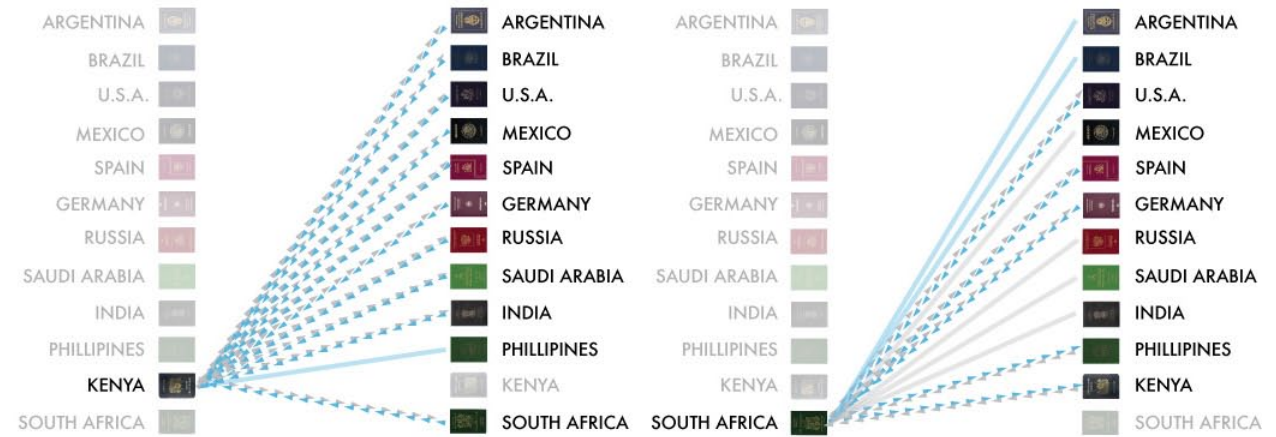 ARGENTINA ARGENTINA ARGENTINA ARGENTINA
BRAZIL BRAZIL BRAZIL BRAZIL
U.S.A. U.S.A. U.S.A. U.S.A.
MEXICO MEXICO MEXICO MEXICO
SPAIN SPAIN SPAIN SPAIN
GERMANY GERMANY GERMANY GERMANY
RUSSIA RUSSIA RUSSIA RUSSIA
SAUDI ARABIA SAUDI ARABIA SAUDI ARABIA SAUDI ARABIA
INDIA INDIA INDIA INDIA
PHILLIPINES PHILLIPINES PHILLIPINES PHILLIPINES
KENYA KENYA KENYA KENYA
SOUTH AFRICA SOUTH AFRICA SOUTH AFRICA SOUTH AFRICA